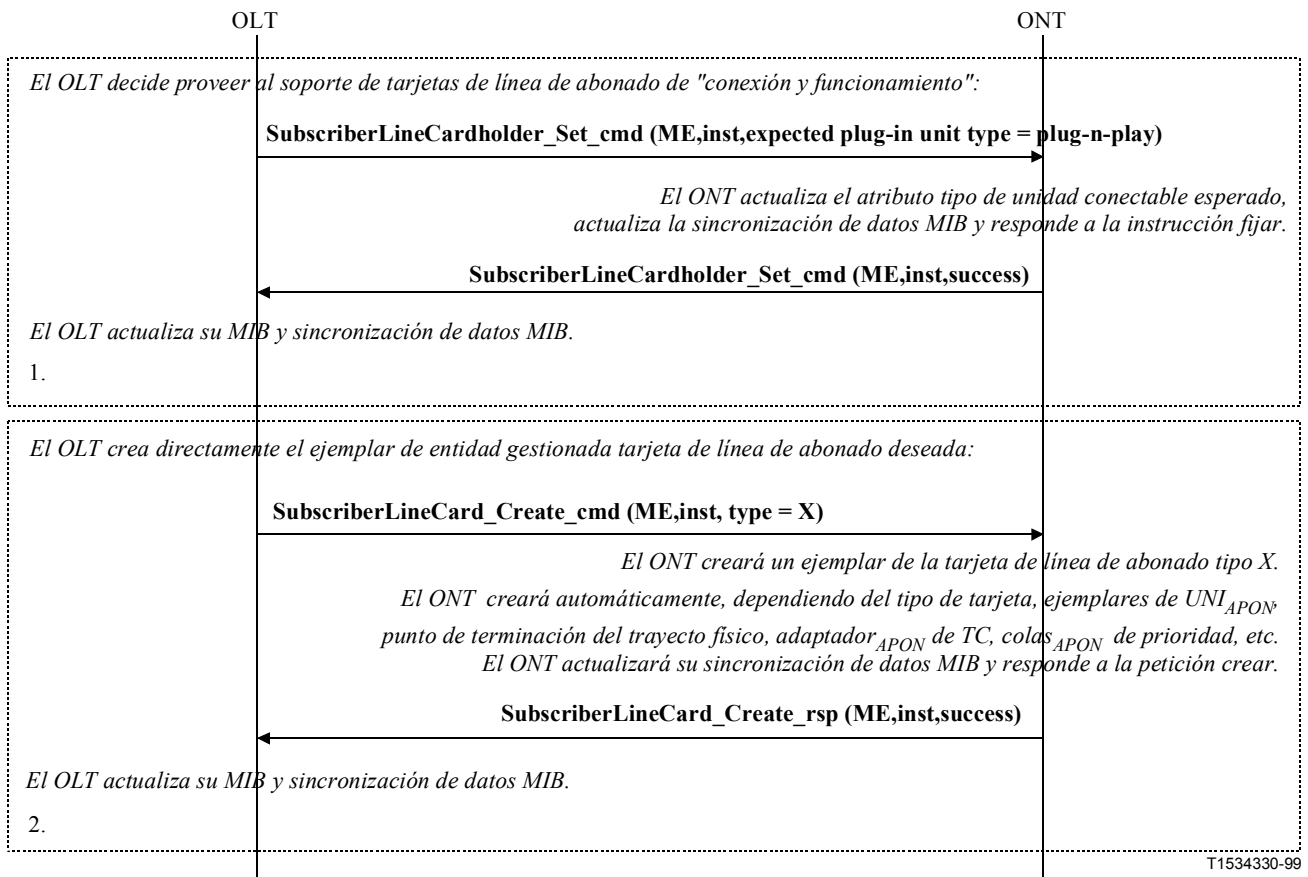 OLT ONT
El OLT decide proveer al soporte de tarjetas de línea de abonado de "conexión y funcionamiento":
SubscriberLineCardholder_Set_cmd (ME,inst,expected plug-in unit type = plug-n-play)
El ONT actualiza el atributo tipo de unidad conectable esperado,
actualiza la sincronización de datos MIB y responde a la instrucción fijar.
SubscriberLineCardholder_Set_cmd (ME,inst,success)
El OLT actualiza su MIB y sincronización de datos MIB.
1.
El OLT crea directamente el ejemplar de entidad gestionada tarjeta de línea de abonado deseada:
SubscriberLineCard_Create_cmd (ME,inst, type = X)
El ONT creará un ejemplar de la tarjeta de línea de abonado tipo X.
El ONT creará automáticamente, dependiendo del tipo de tarjeta, ejemplares de UNI_APON,
punto de terminación del trayecto físico, adaptador_APON de TC, colas_APON de prioridad, etc.
El ONT actualizará su sincronización de datos MIB y responde a la petición crear.
SubscriberLineCard_Create_rsp (ME,inst,success)
El OLT actualiza su MIB y sincronización de datos MIB.
2.
T1534330-99